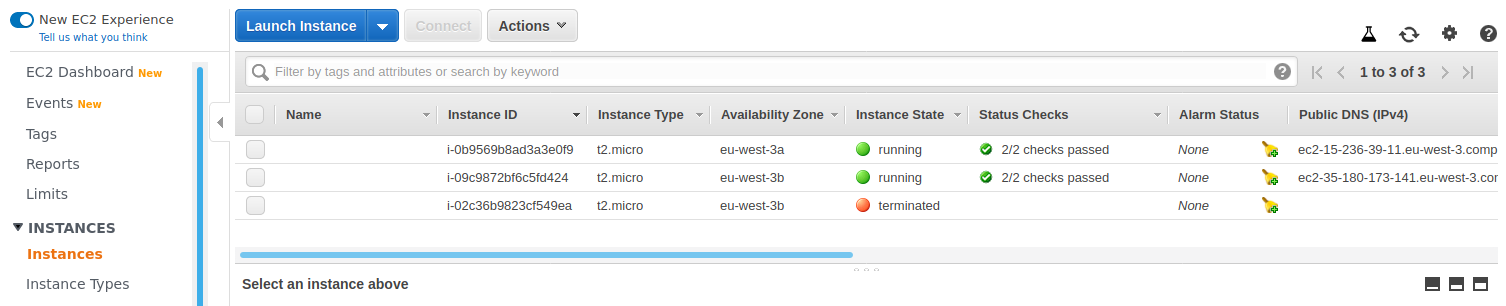 New EC2 Experience
Tell us what you think
EC2 Dashboard New
Events New
Tags
Reports
Limits
INSTANCES
Instances
Instance Types
Launch Instance Connect Actions
Filter by tags and attributes or search by keyword
1 to 3 of 3
Name Instance ID Instance Type Availability Zone Instance State Status Checks Alarm Status Public DNS (IPv4)
i-0b9569b8ad3a3e0f9 t2.micro eu-west-3a running 2/2 checks passed None ec2-15-236-39-11.eu-west-3.comp
i-09c9872bf6c5fd424 t2.micro eu-west-3b running 2/2 checks passed None ec2-35-180-173-141.eu-west-3.cor
i-02c36b9823cf549ea t2.micro eu-west-3b terminated None
Select an instance above